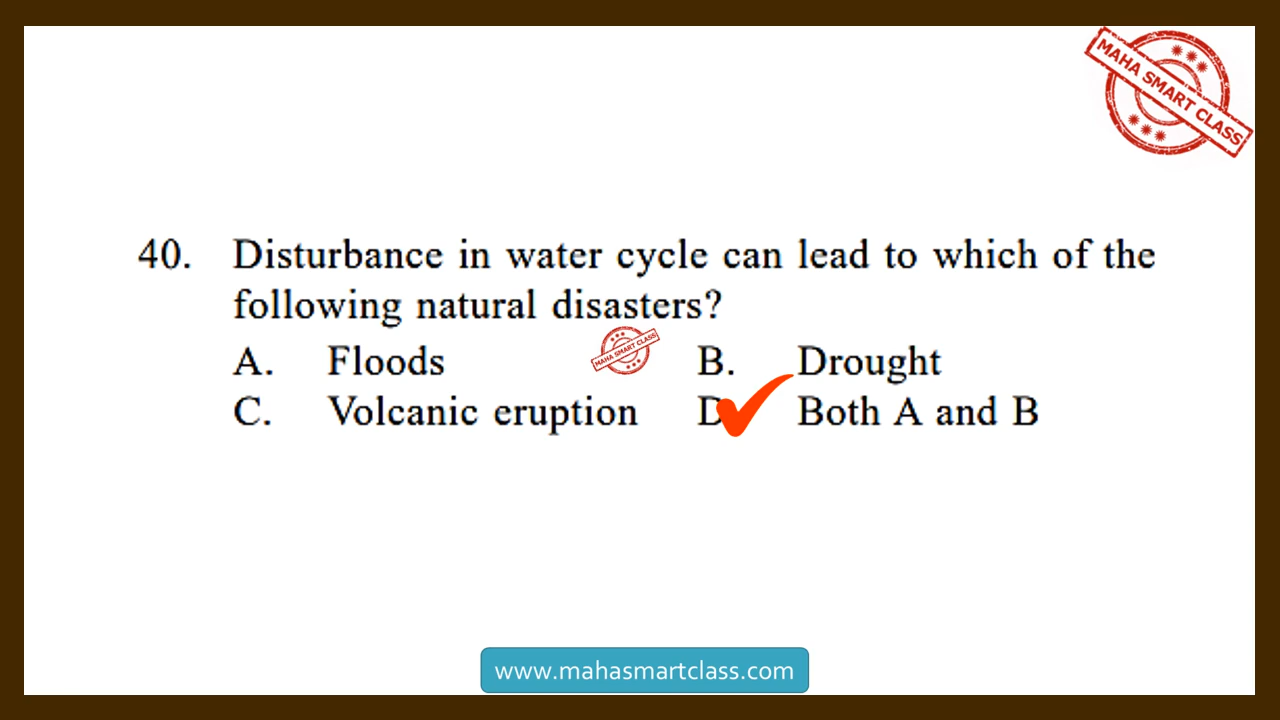 MAHA SMART CLASS
40. Disturbance in water cycle can lead to which of the
following natural disasters?
MAHA SMART CLASS
A. Floods B. Drought
C. Volcanic eruption D. Both A and B
www.mahasmartclass.com